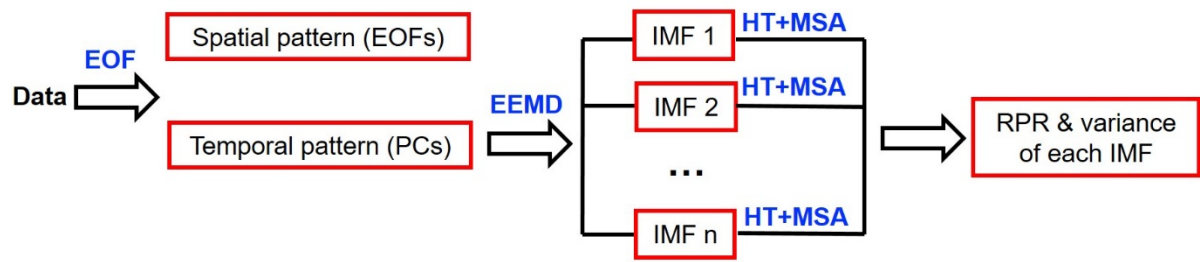 Data
EOF
Spatial pattern (EOFs)
Temporal pattern (PCs)
EEMD
IMF 1
HT+MSA
IMF 2
HT+MSA
...
IMF n
HT+MSA
RPR & variance
of each IMF